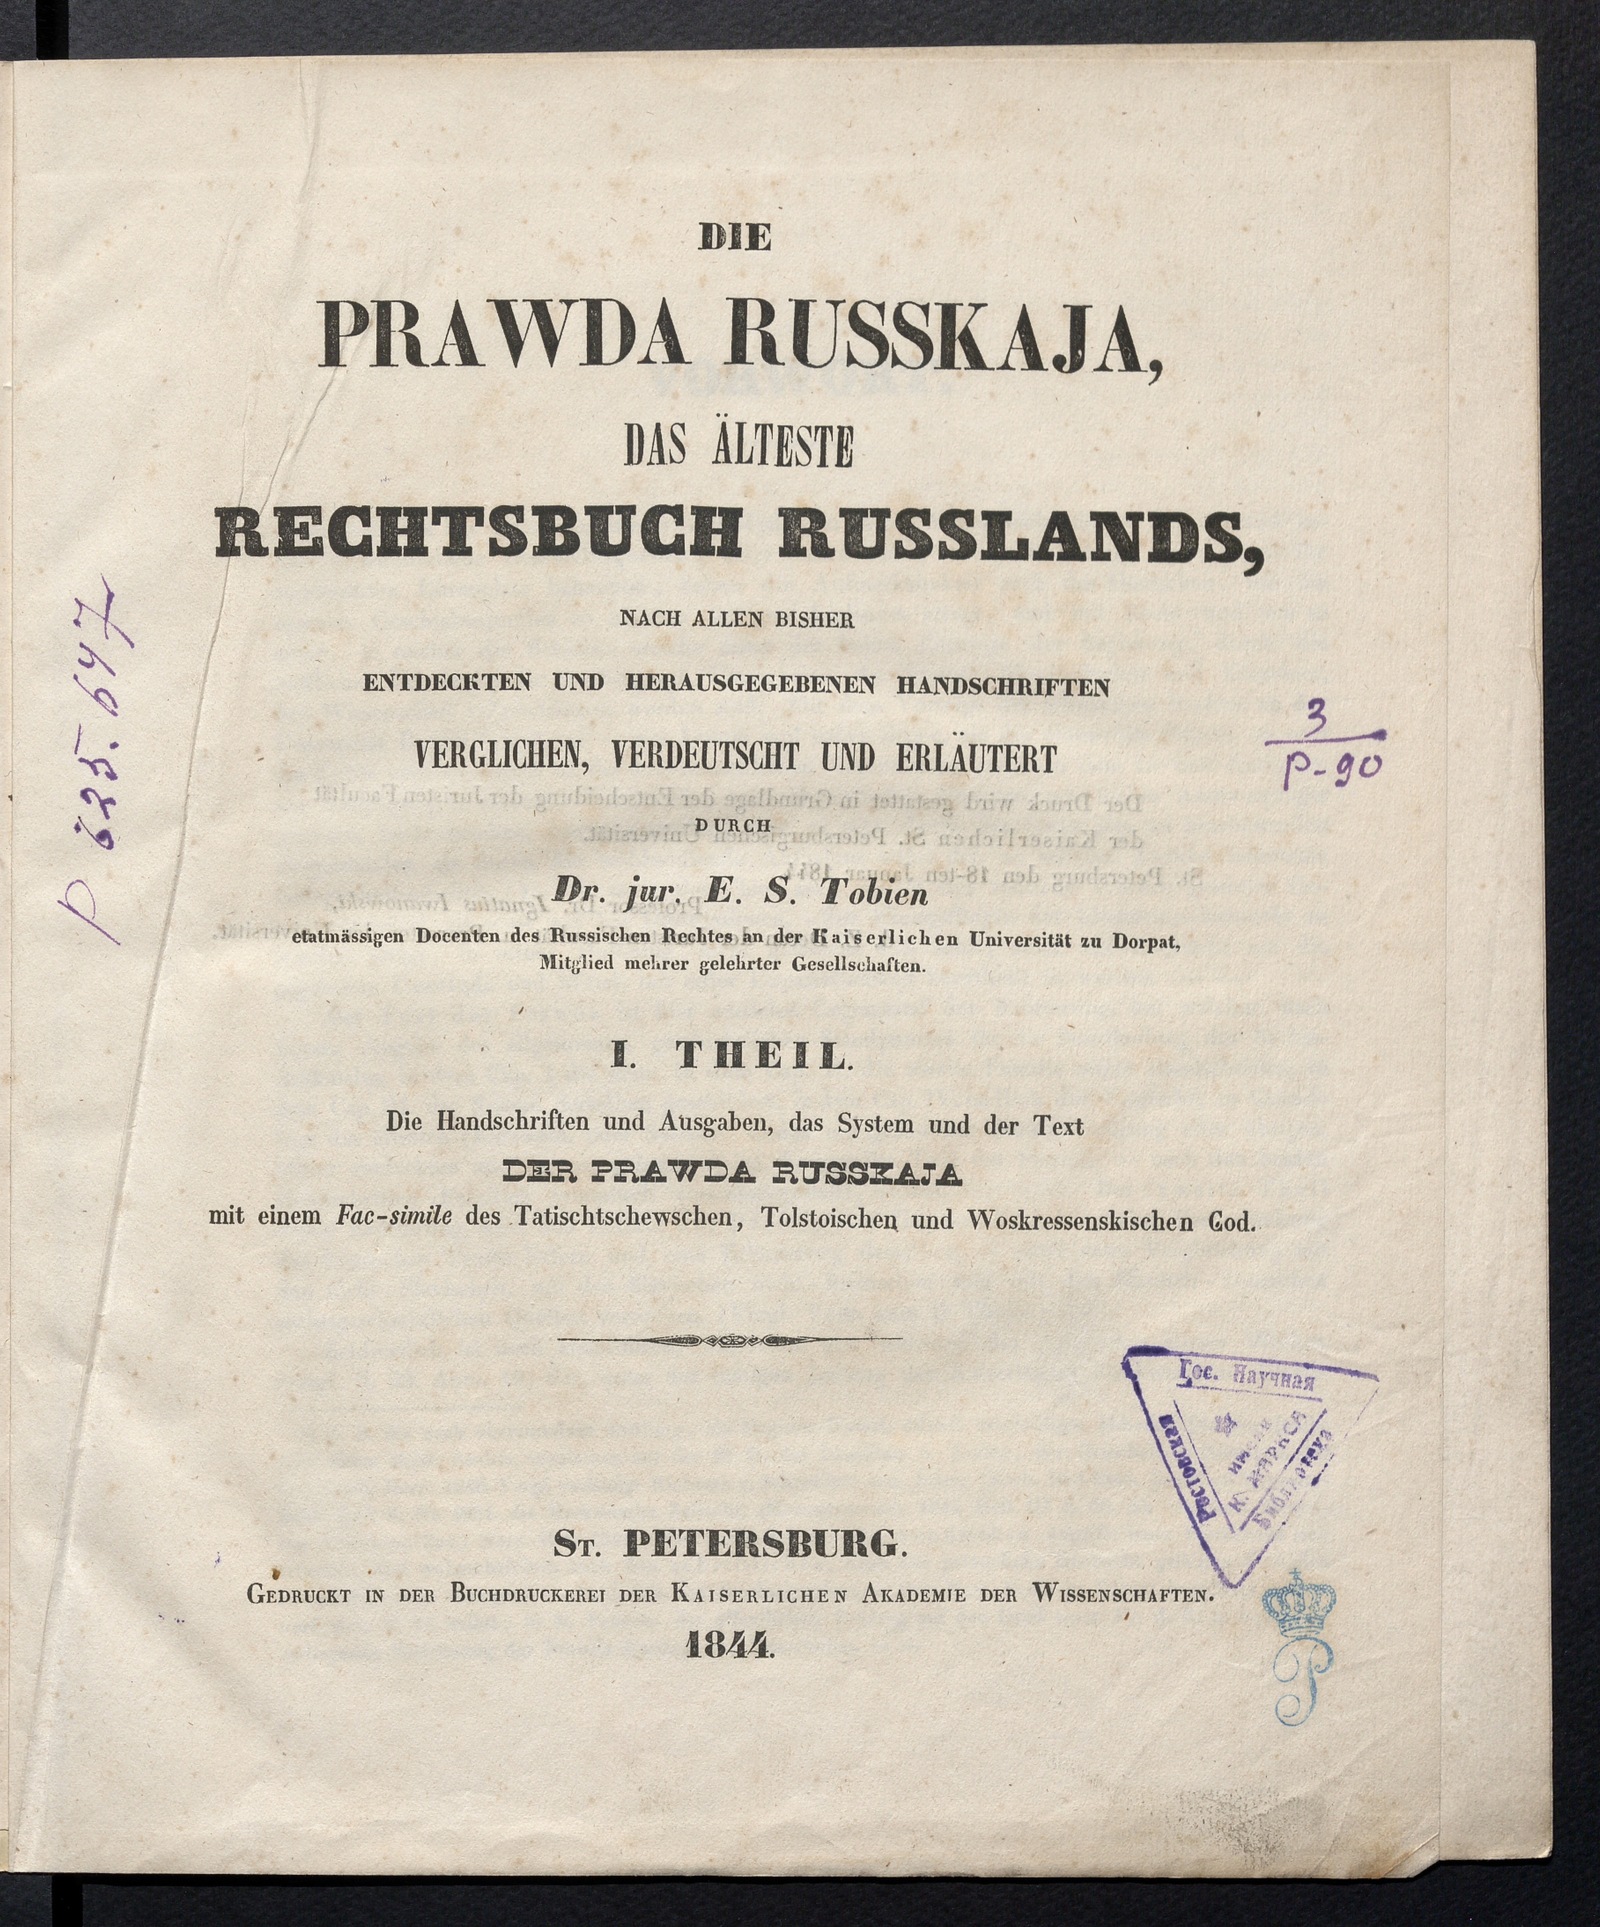 DIE
PRAWDA RUSSKAJA,
DAS ÄLTESTE
RECHTSBUCH RUSSLANDS,
NACH ALLEN BISHER
ENTDECKTEN UND HERAUSGEGEBENEN HANDSCHRIFTEN
VERGLICHEN, VERDEUTSCHT UND ERLÄUTERT
DURCH
Dr. jur. E. S. Tobien
etatmässigen Docenten des Russischen Rechtes an der Kaiserlichen Universität zu Dorpat,
Mitglied mehrer gelehrter Gesellschaften.
I. THEIL.
Die Handschriften und Ausgaben, das System und der Text
DER PRAWDA RUSSKAJA
mit einem Fac-simile des Tatischtschewschen, Tolstoischen und Woskressenskischen Cod.
St. PETERSBURG.
Gedruckt in der Buchdruckerei der Kaiserlichen Akademie der Wissenschaften.
1844.
3
P-90
Гос. Научная
Ростовская
имени
К. МАРКСА
Библиотека
P